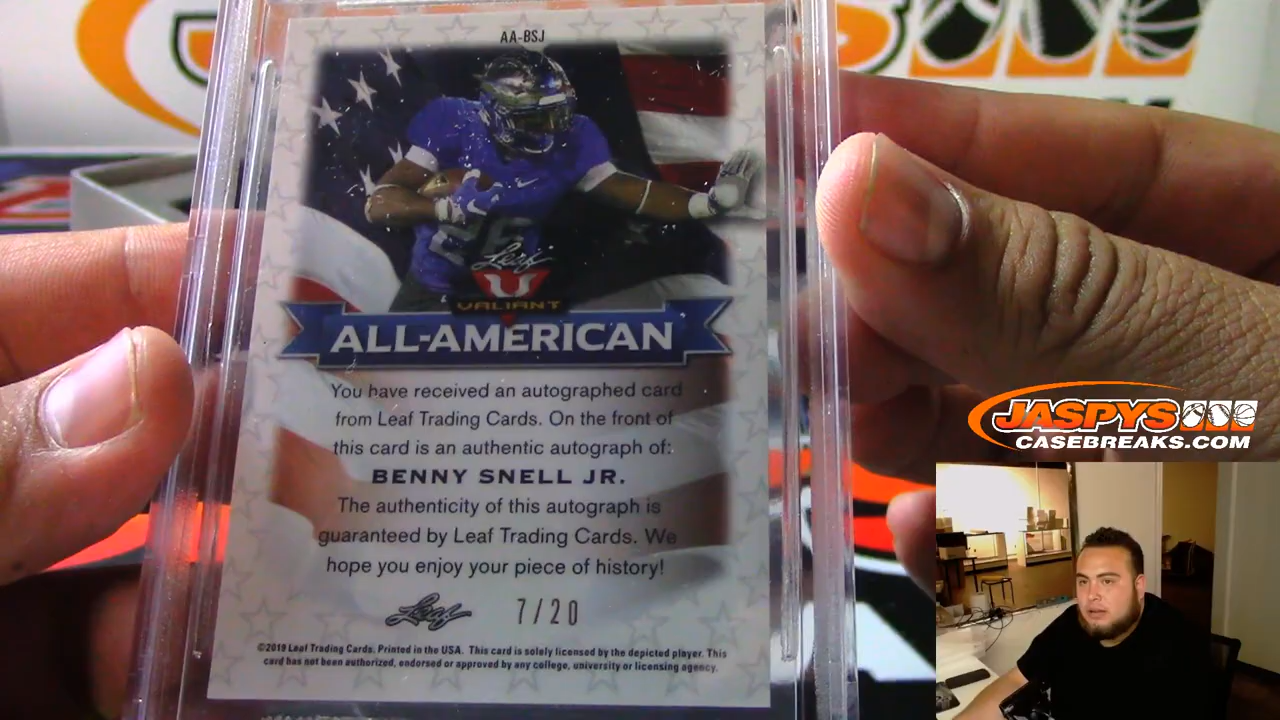 AA-BSJ
26
Leaf
VALIANT
ALL-AMERICAN
You have received an autographed card
from Leaf Trading Cards. On the front of
this card is an authentic autograph of:
BENNY SNELL JR.
The authenticity of this autograph is
guaranteed by Leaf Trading Cards. We
hope you enjoy your piece of history!
Leaf 7/20
©2019 Leaf Trading Cards. Printed in the USA. This card is solely licensed by the depicted player. This
card has not been authorized, endorsed or approved by any college, university or licensing agency.
JASPYS
CASEBREAKS.COM